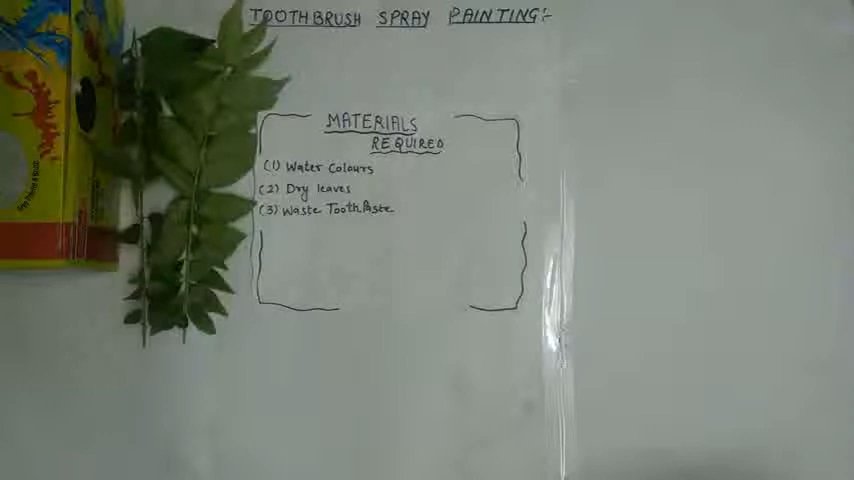 TOOTHBRUSH SPRAY PAINTING:-
MATERIALS
REQUIRED
(1) Water Colours
(2) Dry leaves
(3) Waste Tooth Paste